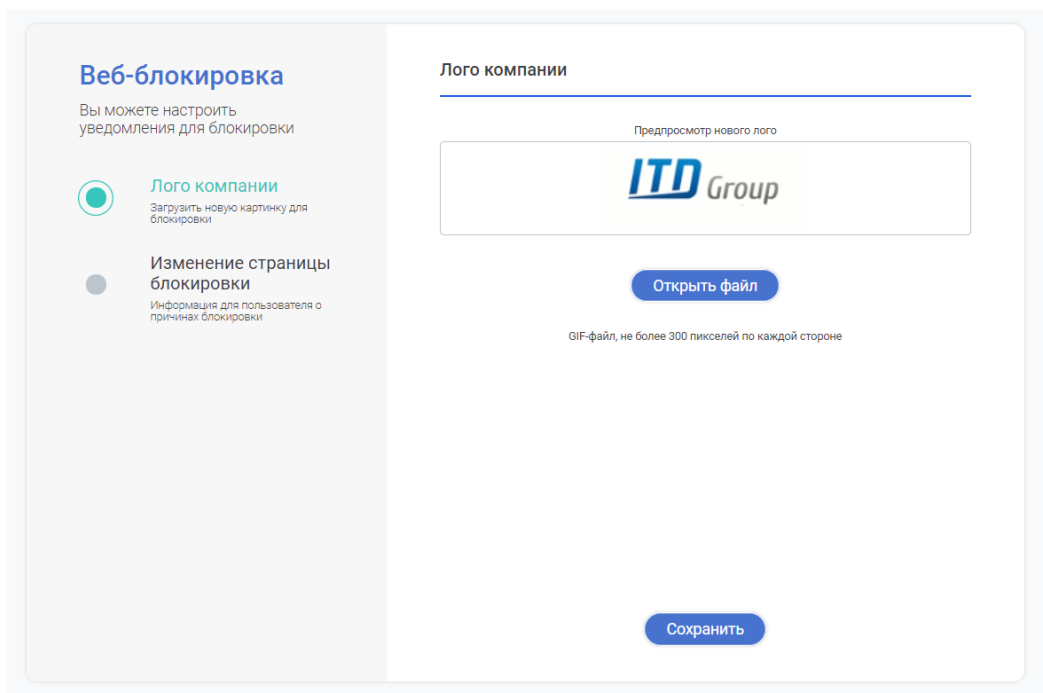 Веб-блокировка
Вы можете настроить
уведомления для блокировки
Лого компании
Загрузить новую картинку для
блокировки
Изменение страницы
блокировки
Информация для пользователя о
причинах блокировки
Лого компании
Предпросмотр нового лого
ITD Group
Открыть файл
GIF-файл, не более 300 пикселей по каждой стороне
Сохранить